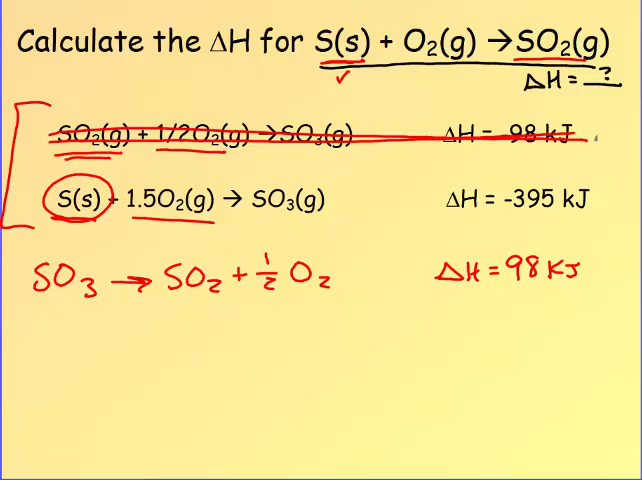 Calculate the ΔH for S(s) + O₂(g) → SO₂(g)
ΔH = ?
SO₂(g) + 1/2O₂(g) → SO₃(g) ΔH = -98 kJ
S(s) + 1.5O₂(g) → SO₃(g) ΔH = -395 kJ
SO₃ → SO₂ + 1/2 O₂ ΔH = 98 KJ